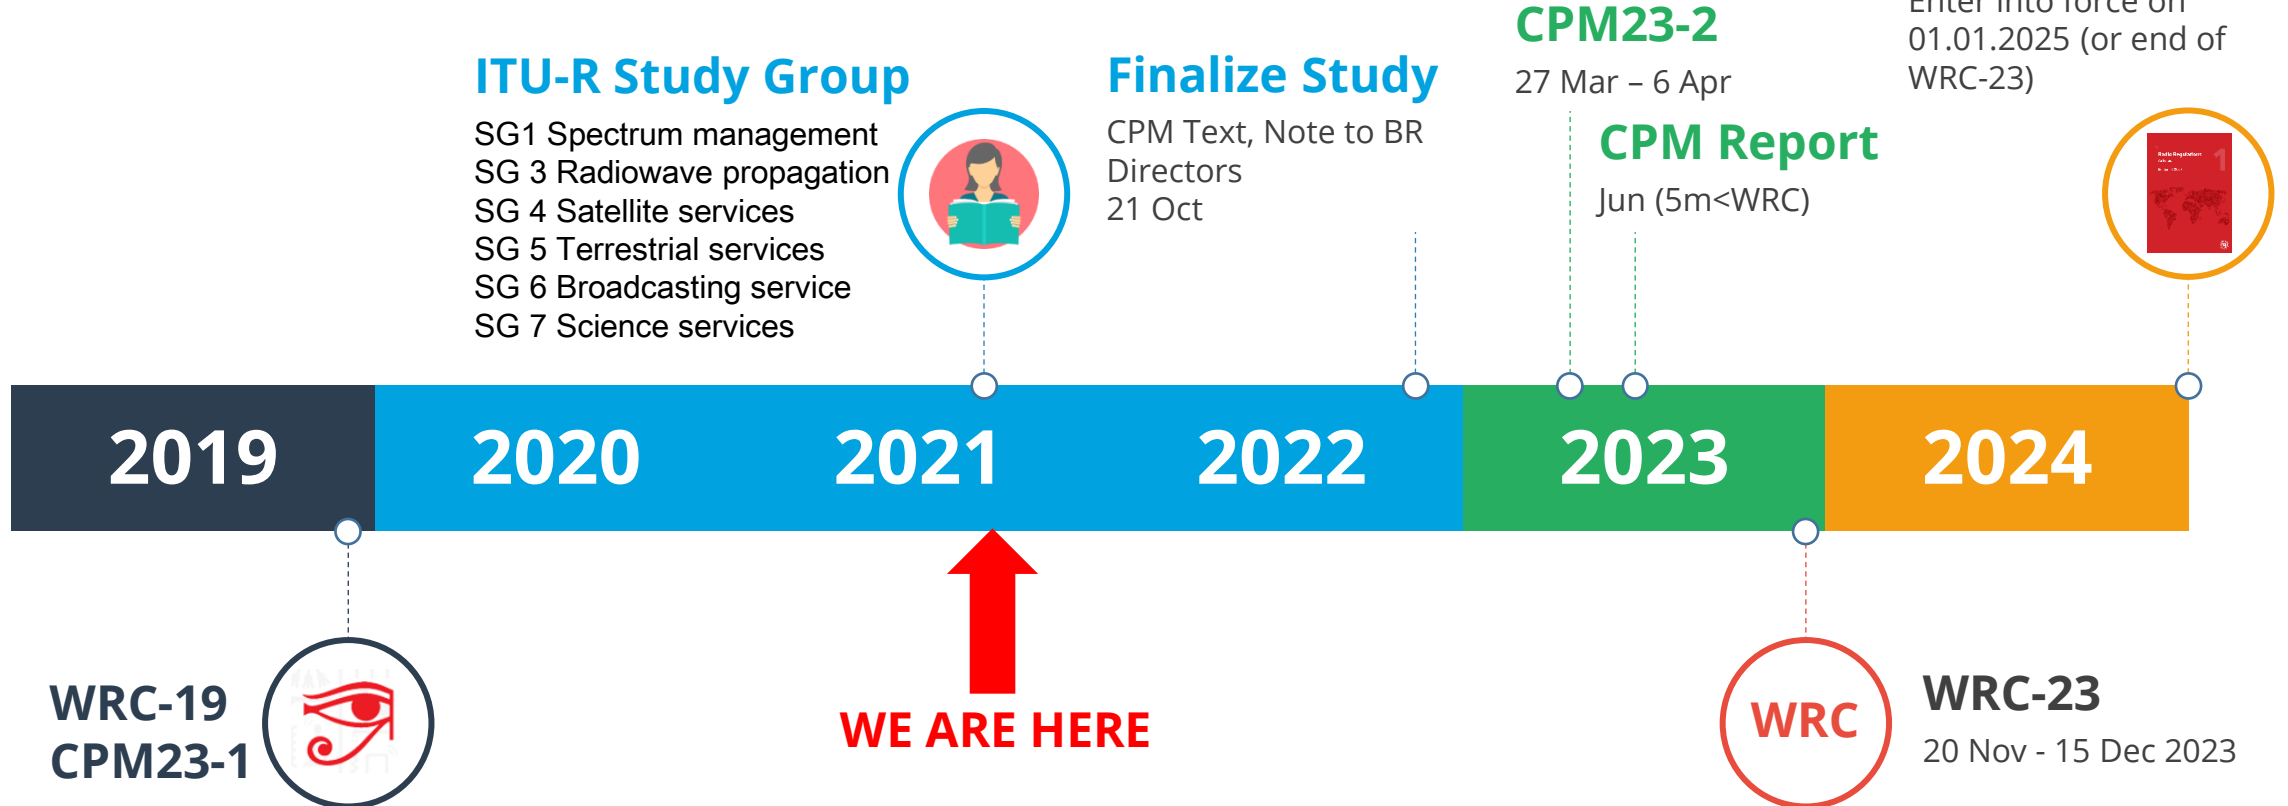 ITU-R Study Group
SG1 Spectrum management
SG 3 Radiowave propagation
SG 4 Satellite services
SG 5 Terrestrial services
SG 6 Broadcasting service
SG 7 Science services
Finalize Study
CPM Text, Note to BR
Directors
21 Oct
CPM23-2
27 Mar – 6 Apr
CPM Report
Jun (5m<WRC)
Enter into force on
01.01.2025 (or end of
WRC-23)
Radio Regulations
1
2019
2020
2021
2022
2023
2024
WRC-19
CPM23-1
WE ARE HERE
WRC
WRC-23
20 Nov - 15 Dec 2023